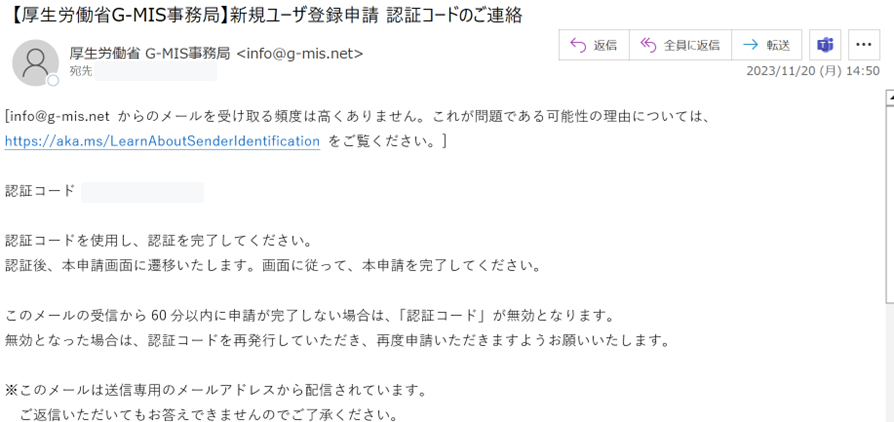 【厚生労働省G-MIS事務局】新規ユーザ登録申請 認証コードのご連絡
厚生労働省 G-MIS事務局 <info@g-mis.net>
宛先
返信
全員に返信
転送
2023/11/20 (月) 14:50
[info@g-mis.net からのメールを受け取る頻度は高くありません。これが問題である可能性の理由については、
https://aka.ms/LearnAboutSenderIdentification をご覧ください。]
認証コード
認証コードを使用し、認証を完了してください。
認証後、本申請画面に遷移いたします。画面に従って、本申請を完了してください。
このメールの受信から 60 分以内に申請が完了しない場合は、「認証コード」が無効となります。
無効となった場合は、認証コードを再発行していただき、再度申請いただきますようお願いいたします。
※このメールは送信専用のメールアドレスから配信されています。
ご返信いただいてもお答えできませんのでご了承ください。